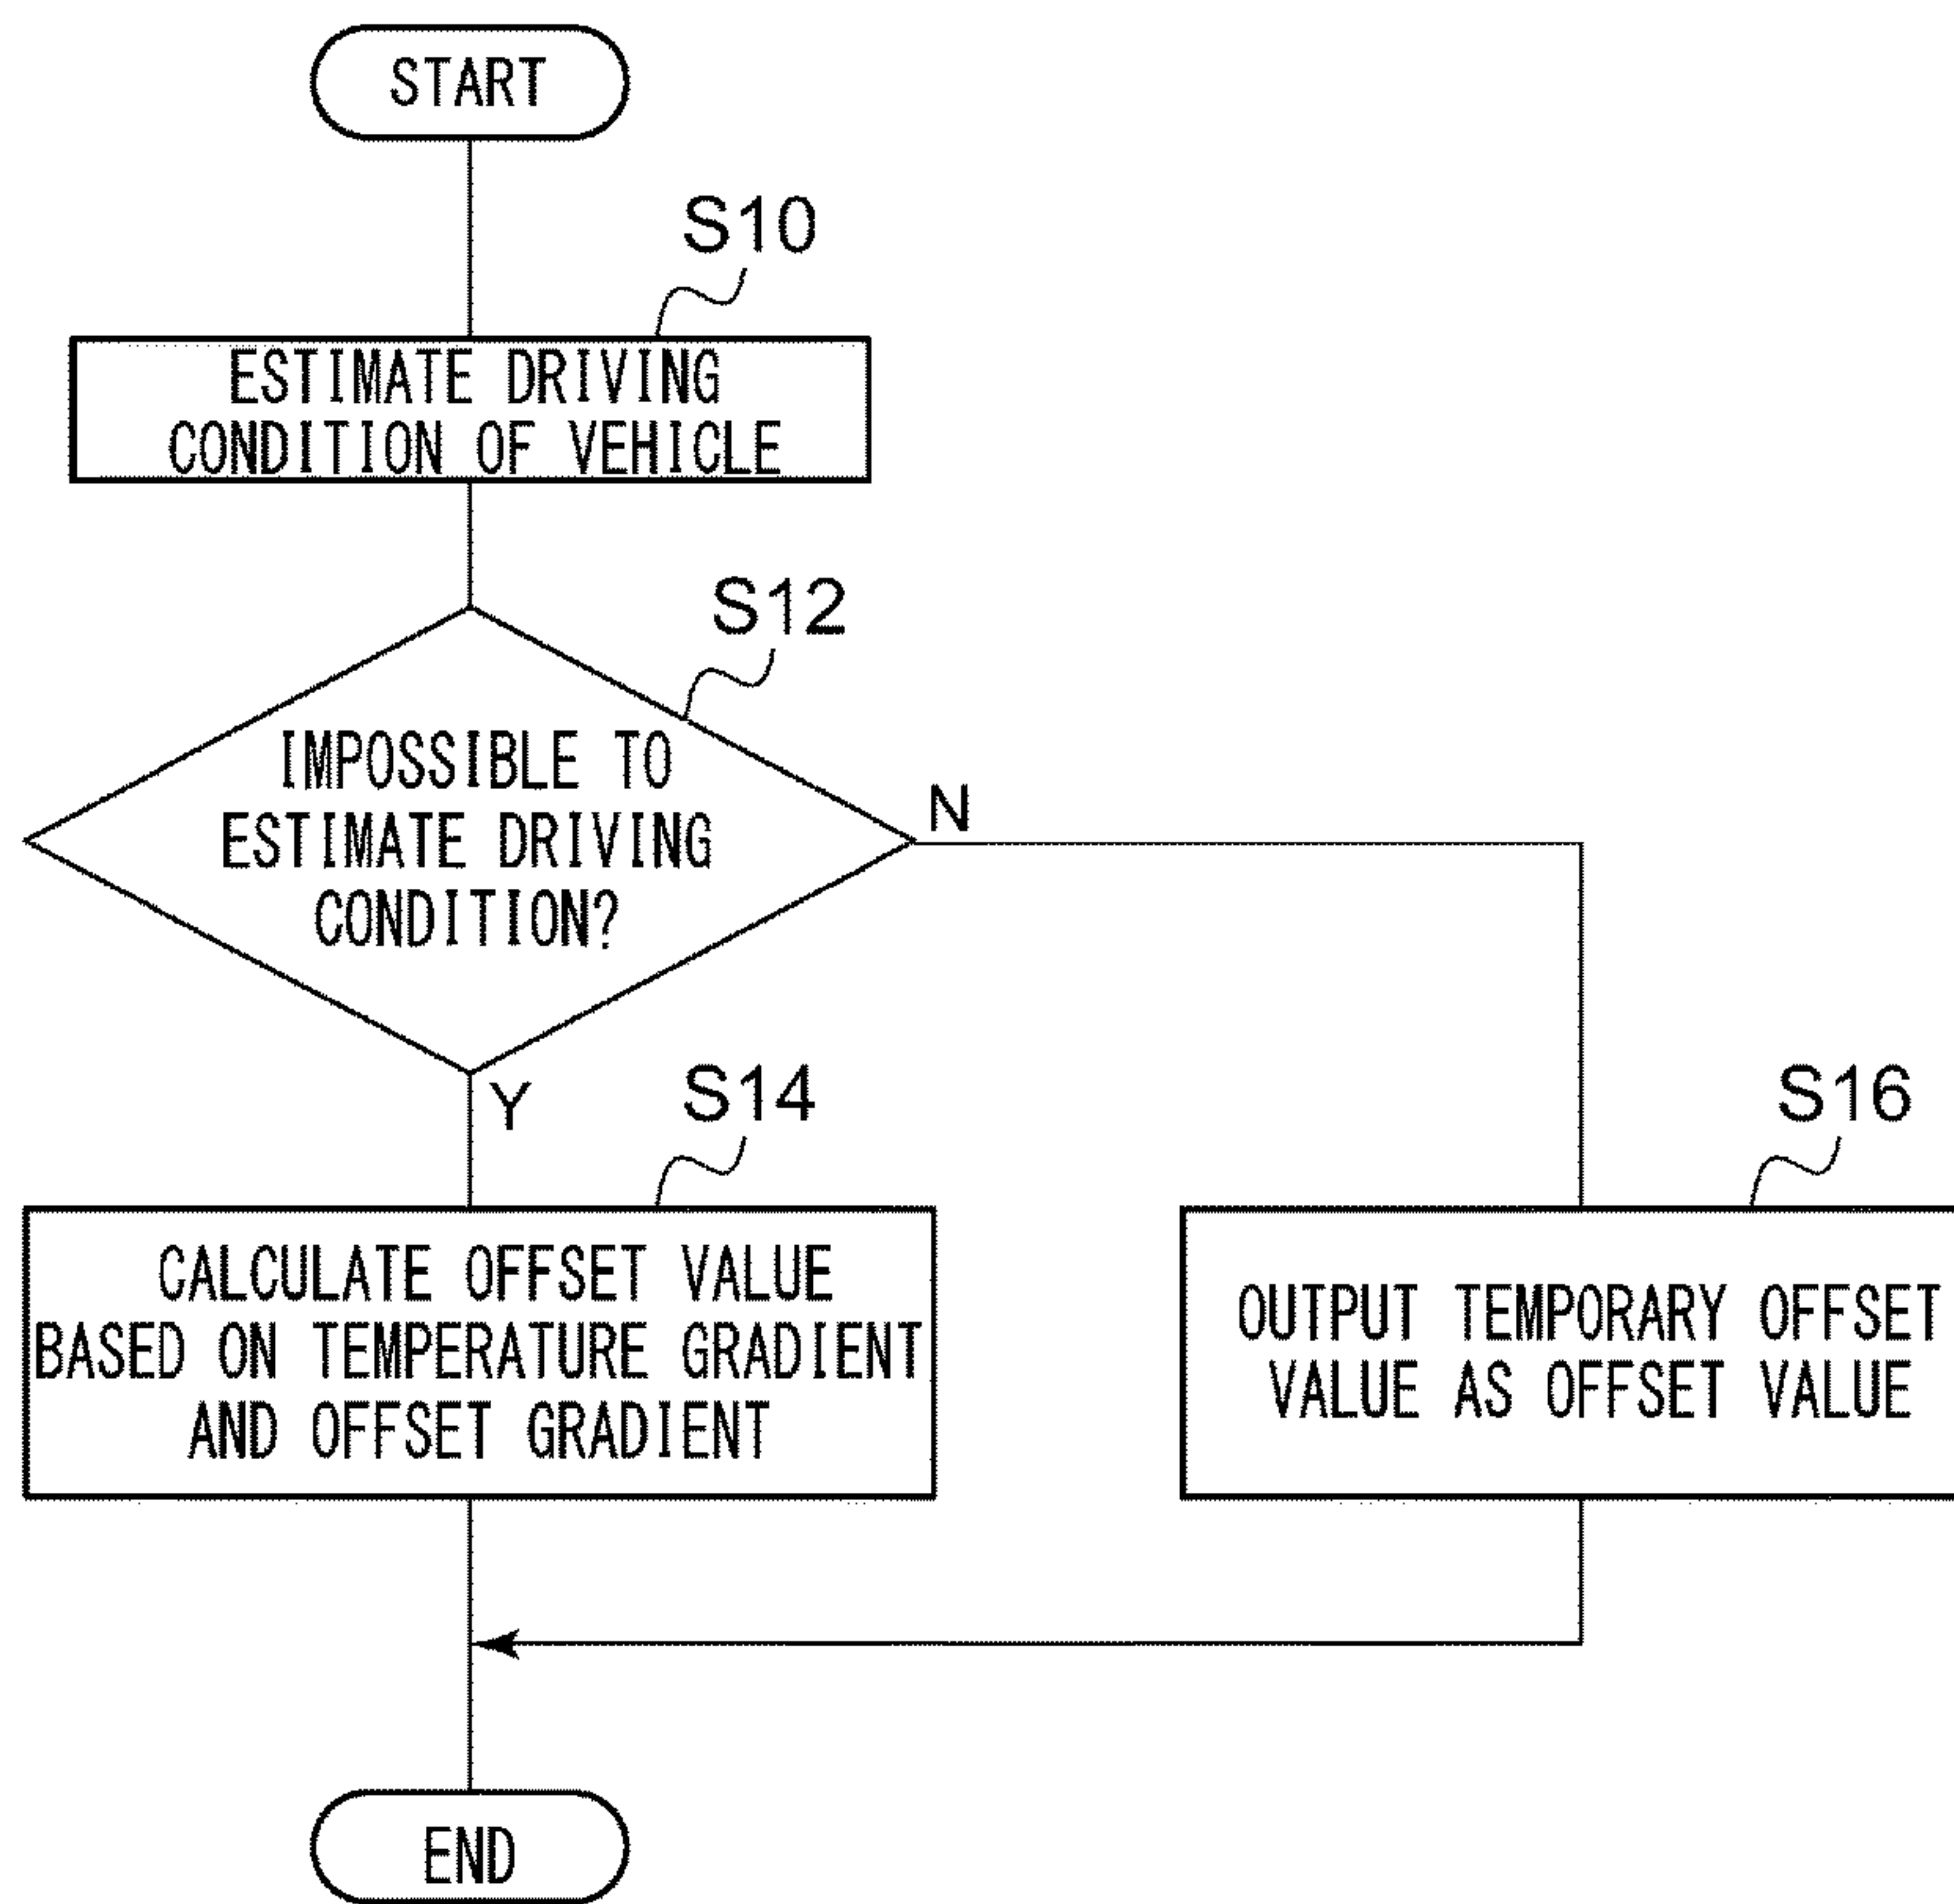 START
S10
ESTIMATE DRIVING
CONDITION OF VEHICLE
S12
IMPOSSIBLE TO
ESTIMATE DRIVING
CONDITION?
N
Y
S14
CALCULATE OFFSET VALUE
BASED ON TEMPERATURE GRADIENT
AND OFFSET GRADIENT
S16
OUTPUT TEMPORARY OFFSET
VALUE AS OFFSET VALUE
END